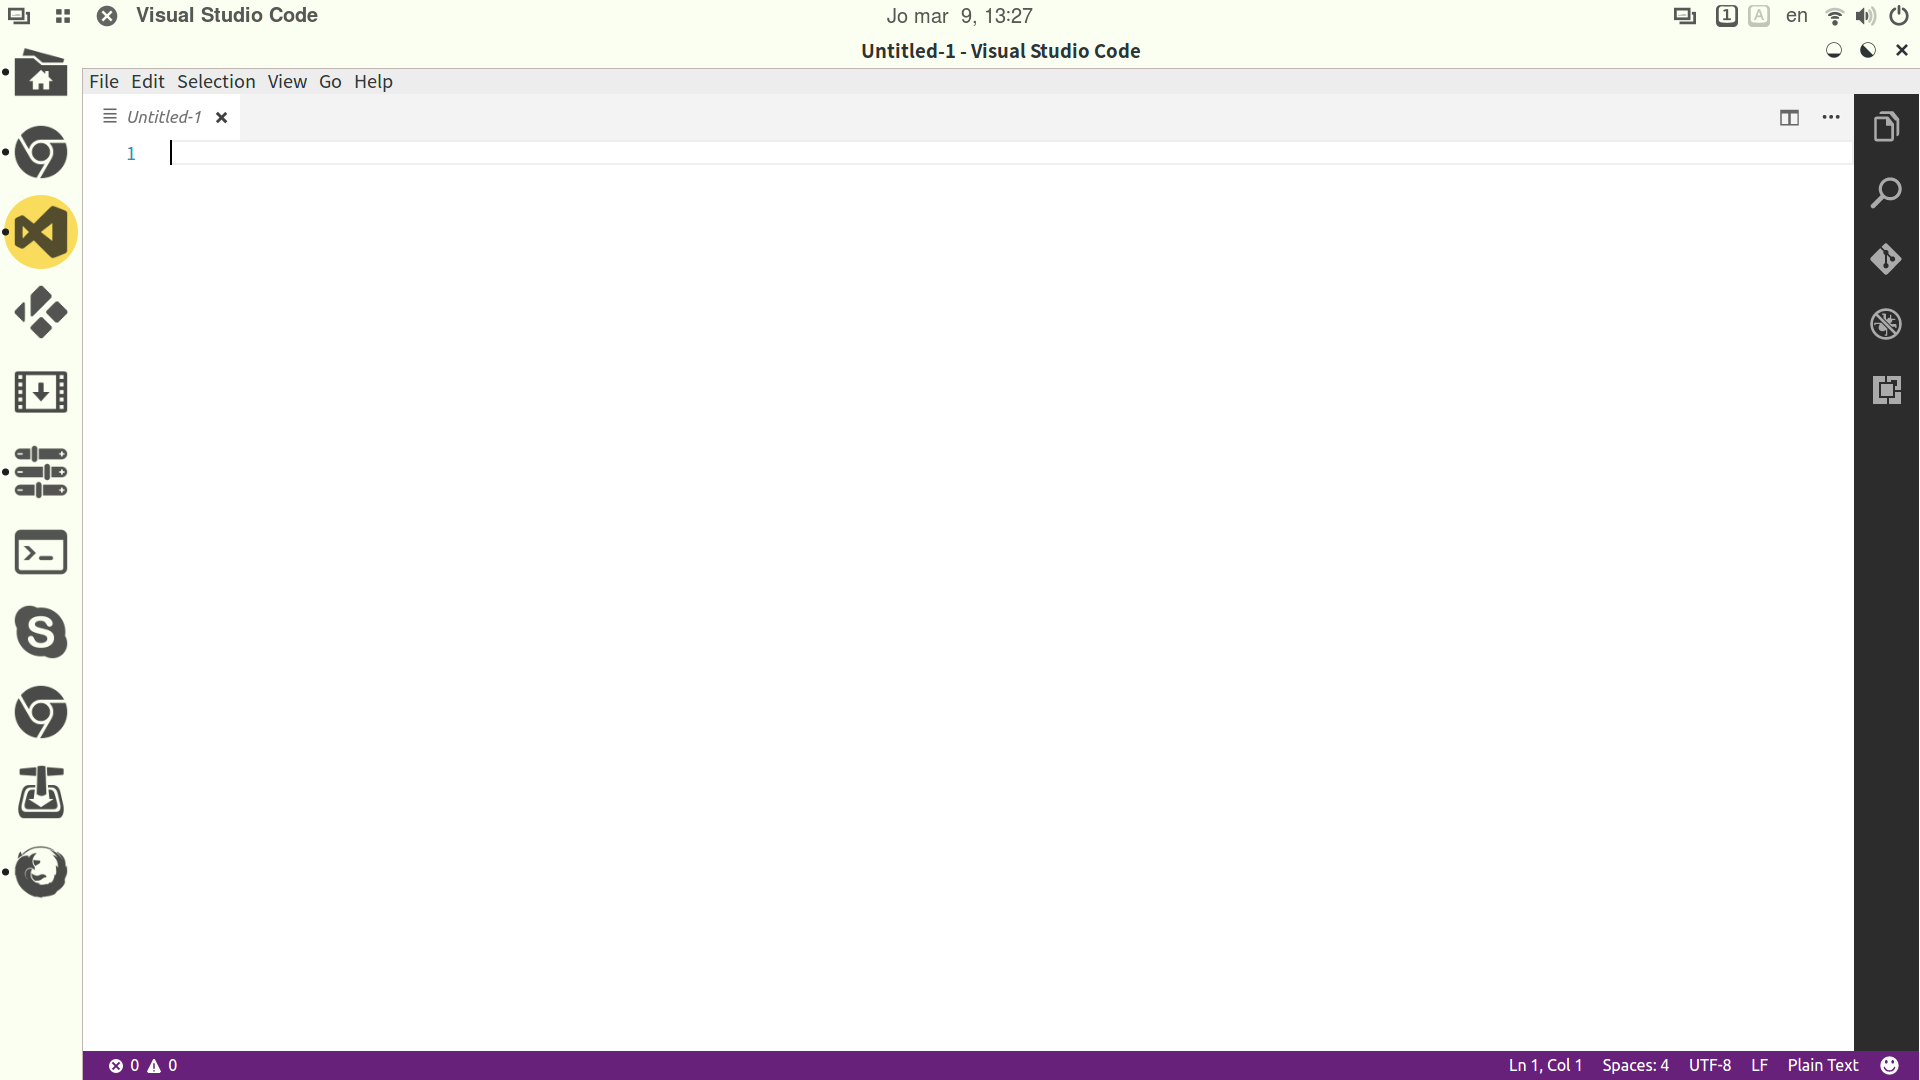 Visual Studio Code
Jo mar 9, 13:27
1
A
en
Untitled-1 - Visual Studio Code
File Edit Selection View Go Help
Untitled-1
1
0 0
Ln 1, Col 1 Spaces: 4 UTF-8 LF Plain Text